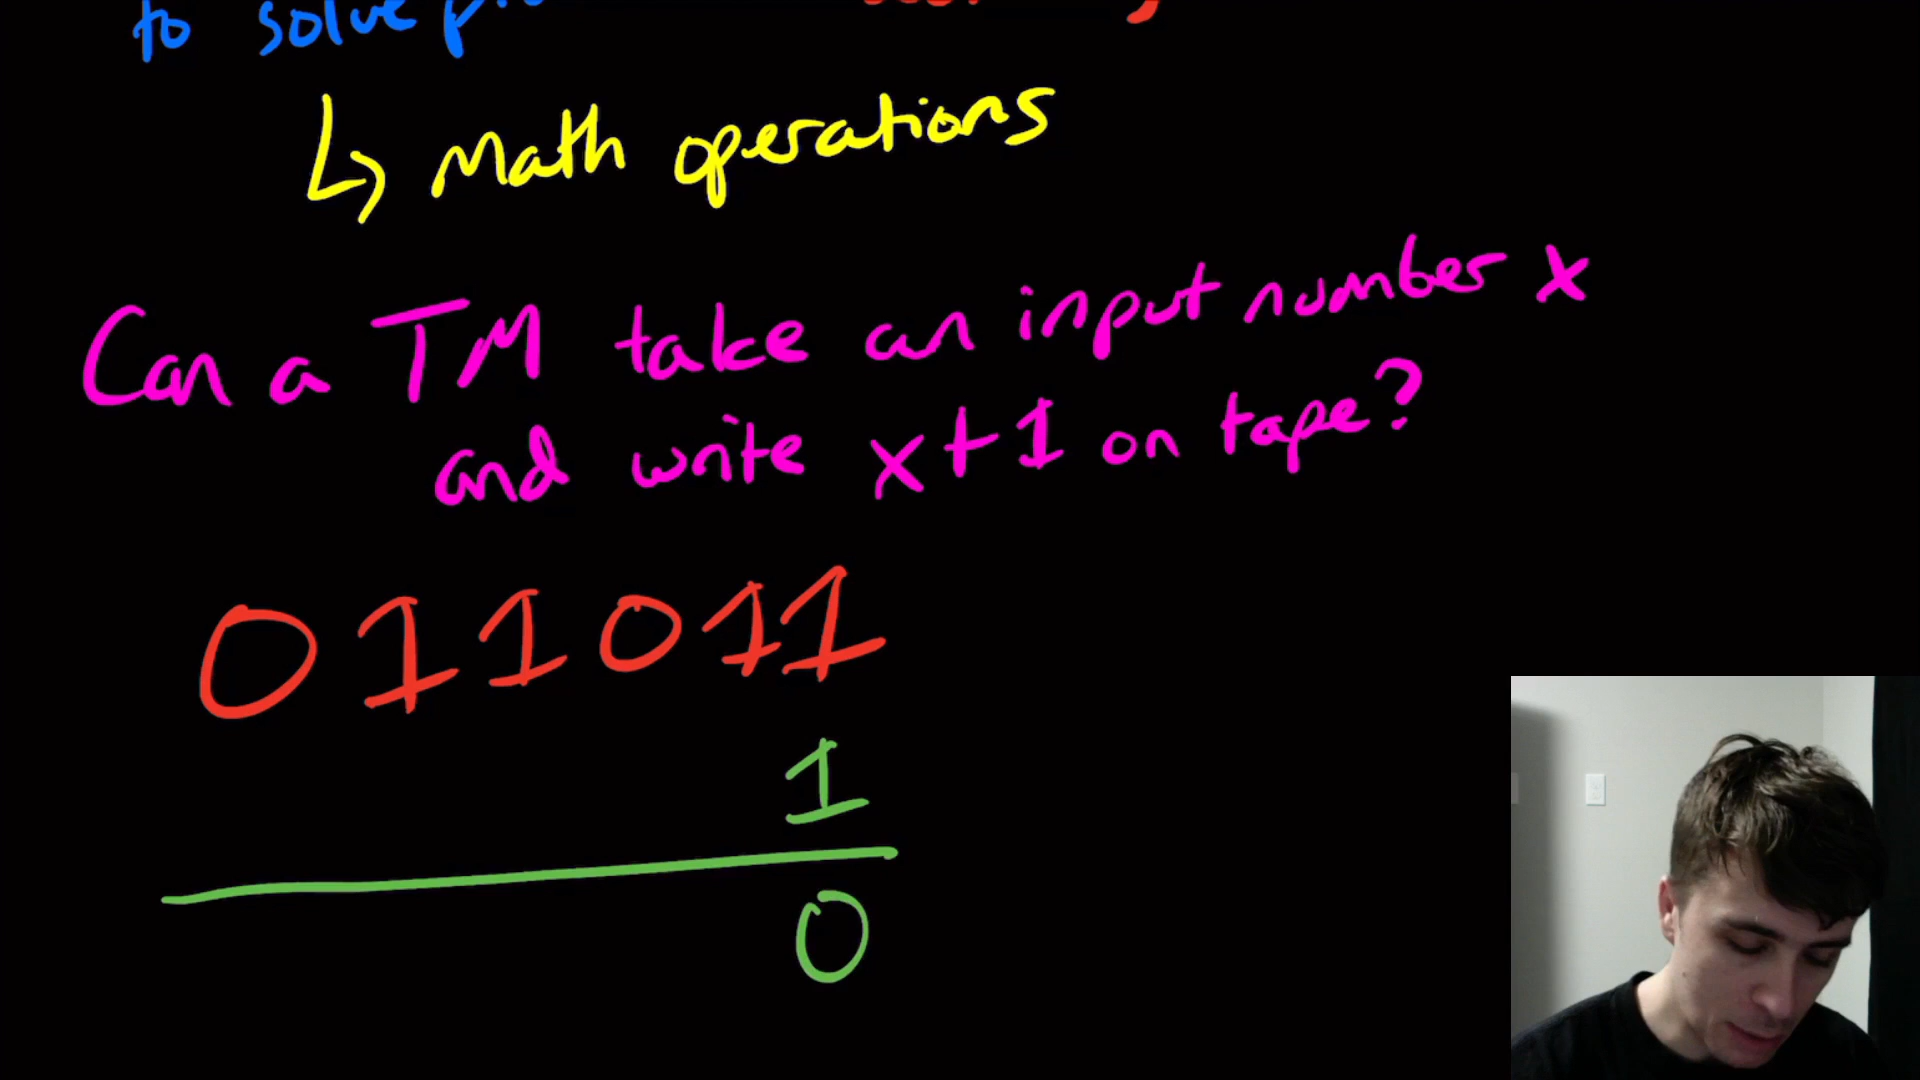 to solve
↳ Math operations
Can a TM take an input number x
and write x+1 on tape?
011011
1
0